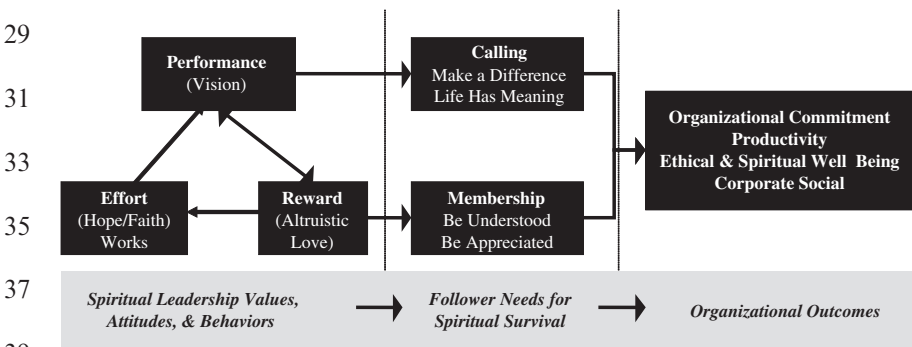 29
31
33
35
37
Performance
(Vision)
Calling
Make a Difference
Life Has Meaning
Organizational Commitment
Productivity
Ethical & Spiritual Well Being
Corporate Social
Effort
(Hope/Faith)
Works
Reward
(Altruistic
Love)
Membership
Be Understood
Be Appreciated
Spiritual Leadership Values,
Attitudes, & Behaviors
Follower Needs for
Spiritual Survival
Organizational Outcomes